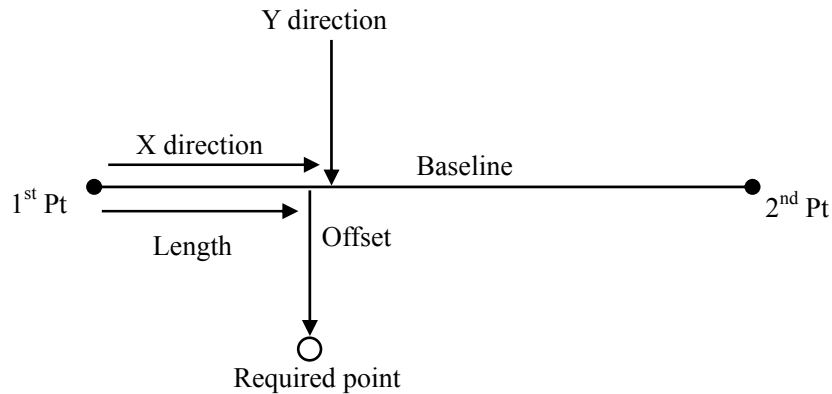 Y direction
X direction
Baseline
1st Pt
2nd Pt
Length
Offset
Required point